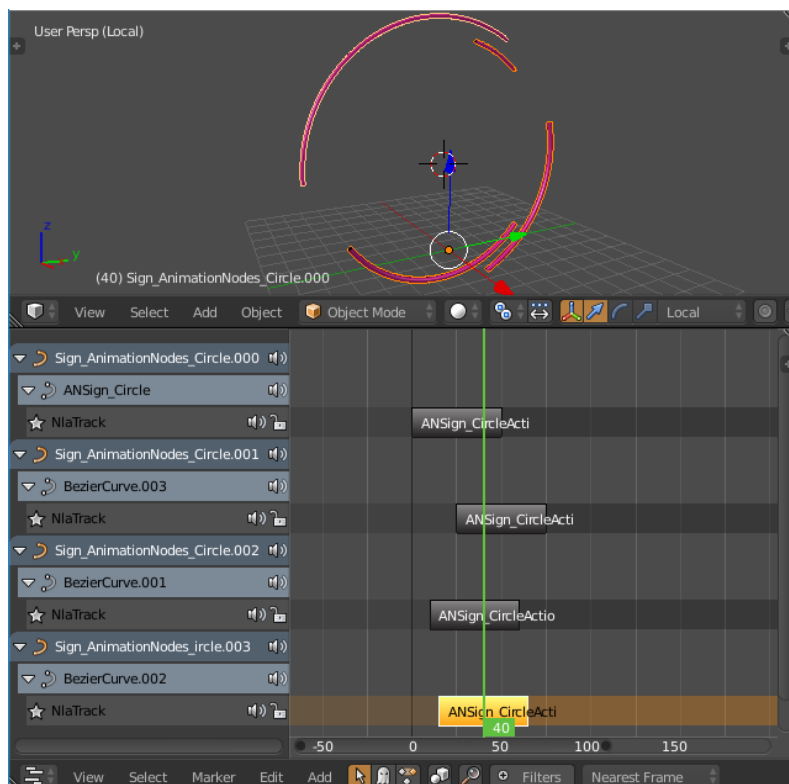 User Persp (Local)
z
y
(40) Sign_AnimationNodes_Circle.000
View Select Add Object Object Mode Local
Sign_AnimationNodes_Circle.000
ANSign_Circle
NlaTrack ANSign_CircleActi
Sign_AnimationNodes_Circle.001
BezierCurve.003
NlaTrack ANSign_CircleActi
Sign_AnimationNodes_Circle.002
BezierCurve.001
NlaTrack ANSign_CircleActio
Sign_AnimationNodes_ircle.003
BezierCurve.002
NlaTrack ANSign_CircleActi
40
-50 0 50 100 150
View Select Marker Edit Add Filters Nearest Frame